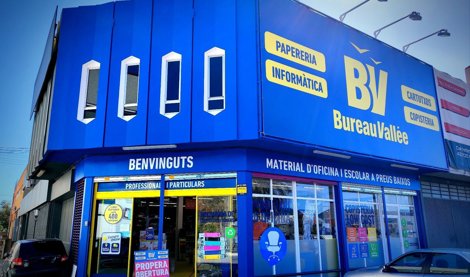 PAPERERIA
INFORMÀTICA
BV
BureauVallée
CARTUTXOS
COPISTERIA
BENVINGUTS
MATERIAL D'OFICINA I ESCOLAR A PREUS BAIXOS
PROFESSIONALS I PARTICULARS
PROPERA
OBERTURA